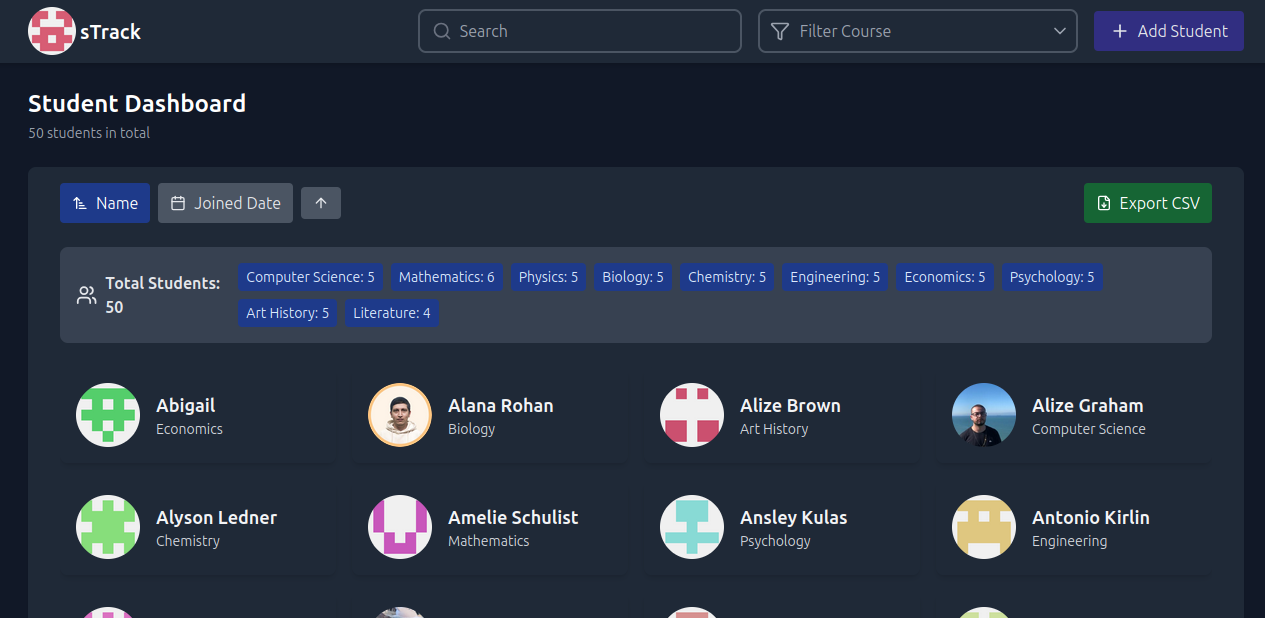 sTrack
Search
Filter Course
Add Student
Student Dashboard
50 students in total
Name
Joined Date
Export CSV
Total Students:
50
Computer Science: 5
Mathematics: 6
Physics: 5
Biology: 5
Chemistry: 5
Engineering: 5
Economics: 5
Psychology: 5
Art History: 5
Literature: 4
Abigail
Economics
Alana Rohan
Biology
Alize Brown
Art History
Alize Graham
Computer Science
Alyson Ledner
Chemistry
Amelie Schulist
Mathematics
Ansley Kulas
Psychology
Antonio Kirlin
Engineering